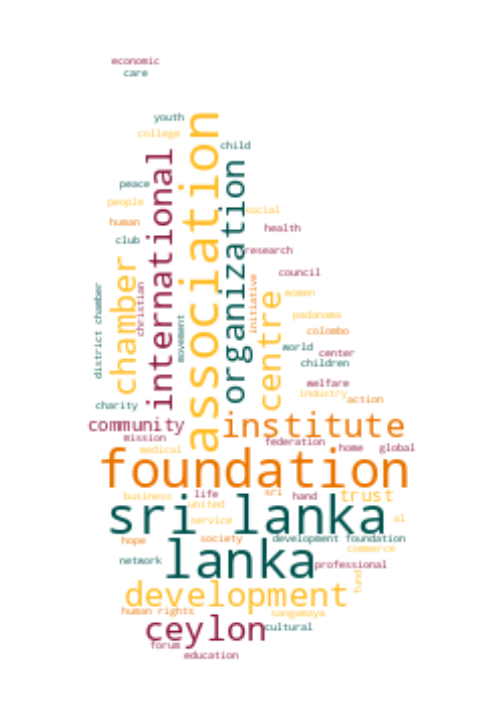 economic
care
youth
college
association
child
international
organization
peace
people
social
human
health
club
research
council
chamber
christian
district chamber
initiative
women
centre
padanama
movement
colombo
world
center
children
welfare
industry
action
charity
community
institute
mission
federation
medical
home
global
foundation
business
life
sri
hand
trust
united
sri lanka
service
al
hope
society
development foundation
lanka
commerce
network
professional
fund
development
human rights
sangamaya
ceylon
cultural
forum
education